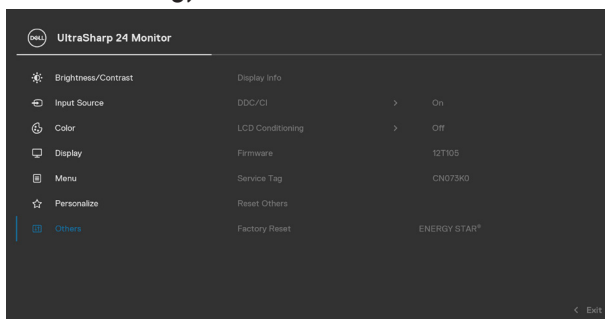 DELL UltraSharp 24 Monitor
Brightness/Contrast Display Info
Input Source DDC/CI > On
Color LCD Conditioning > Off
Display Firmware 12T105
Menu Service Tag CN073K0
Personalize Reset Others
Others Factory Reset ENERGY STAR®
< Exit